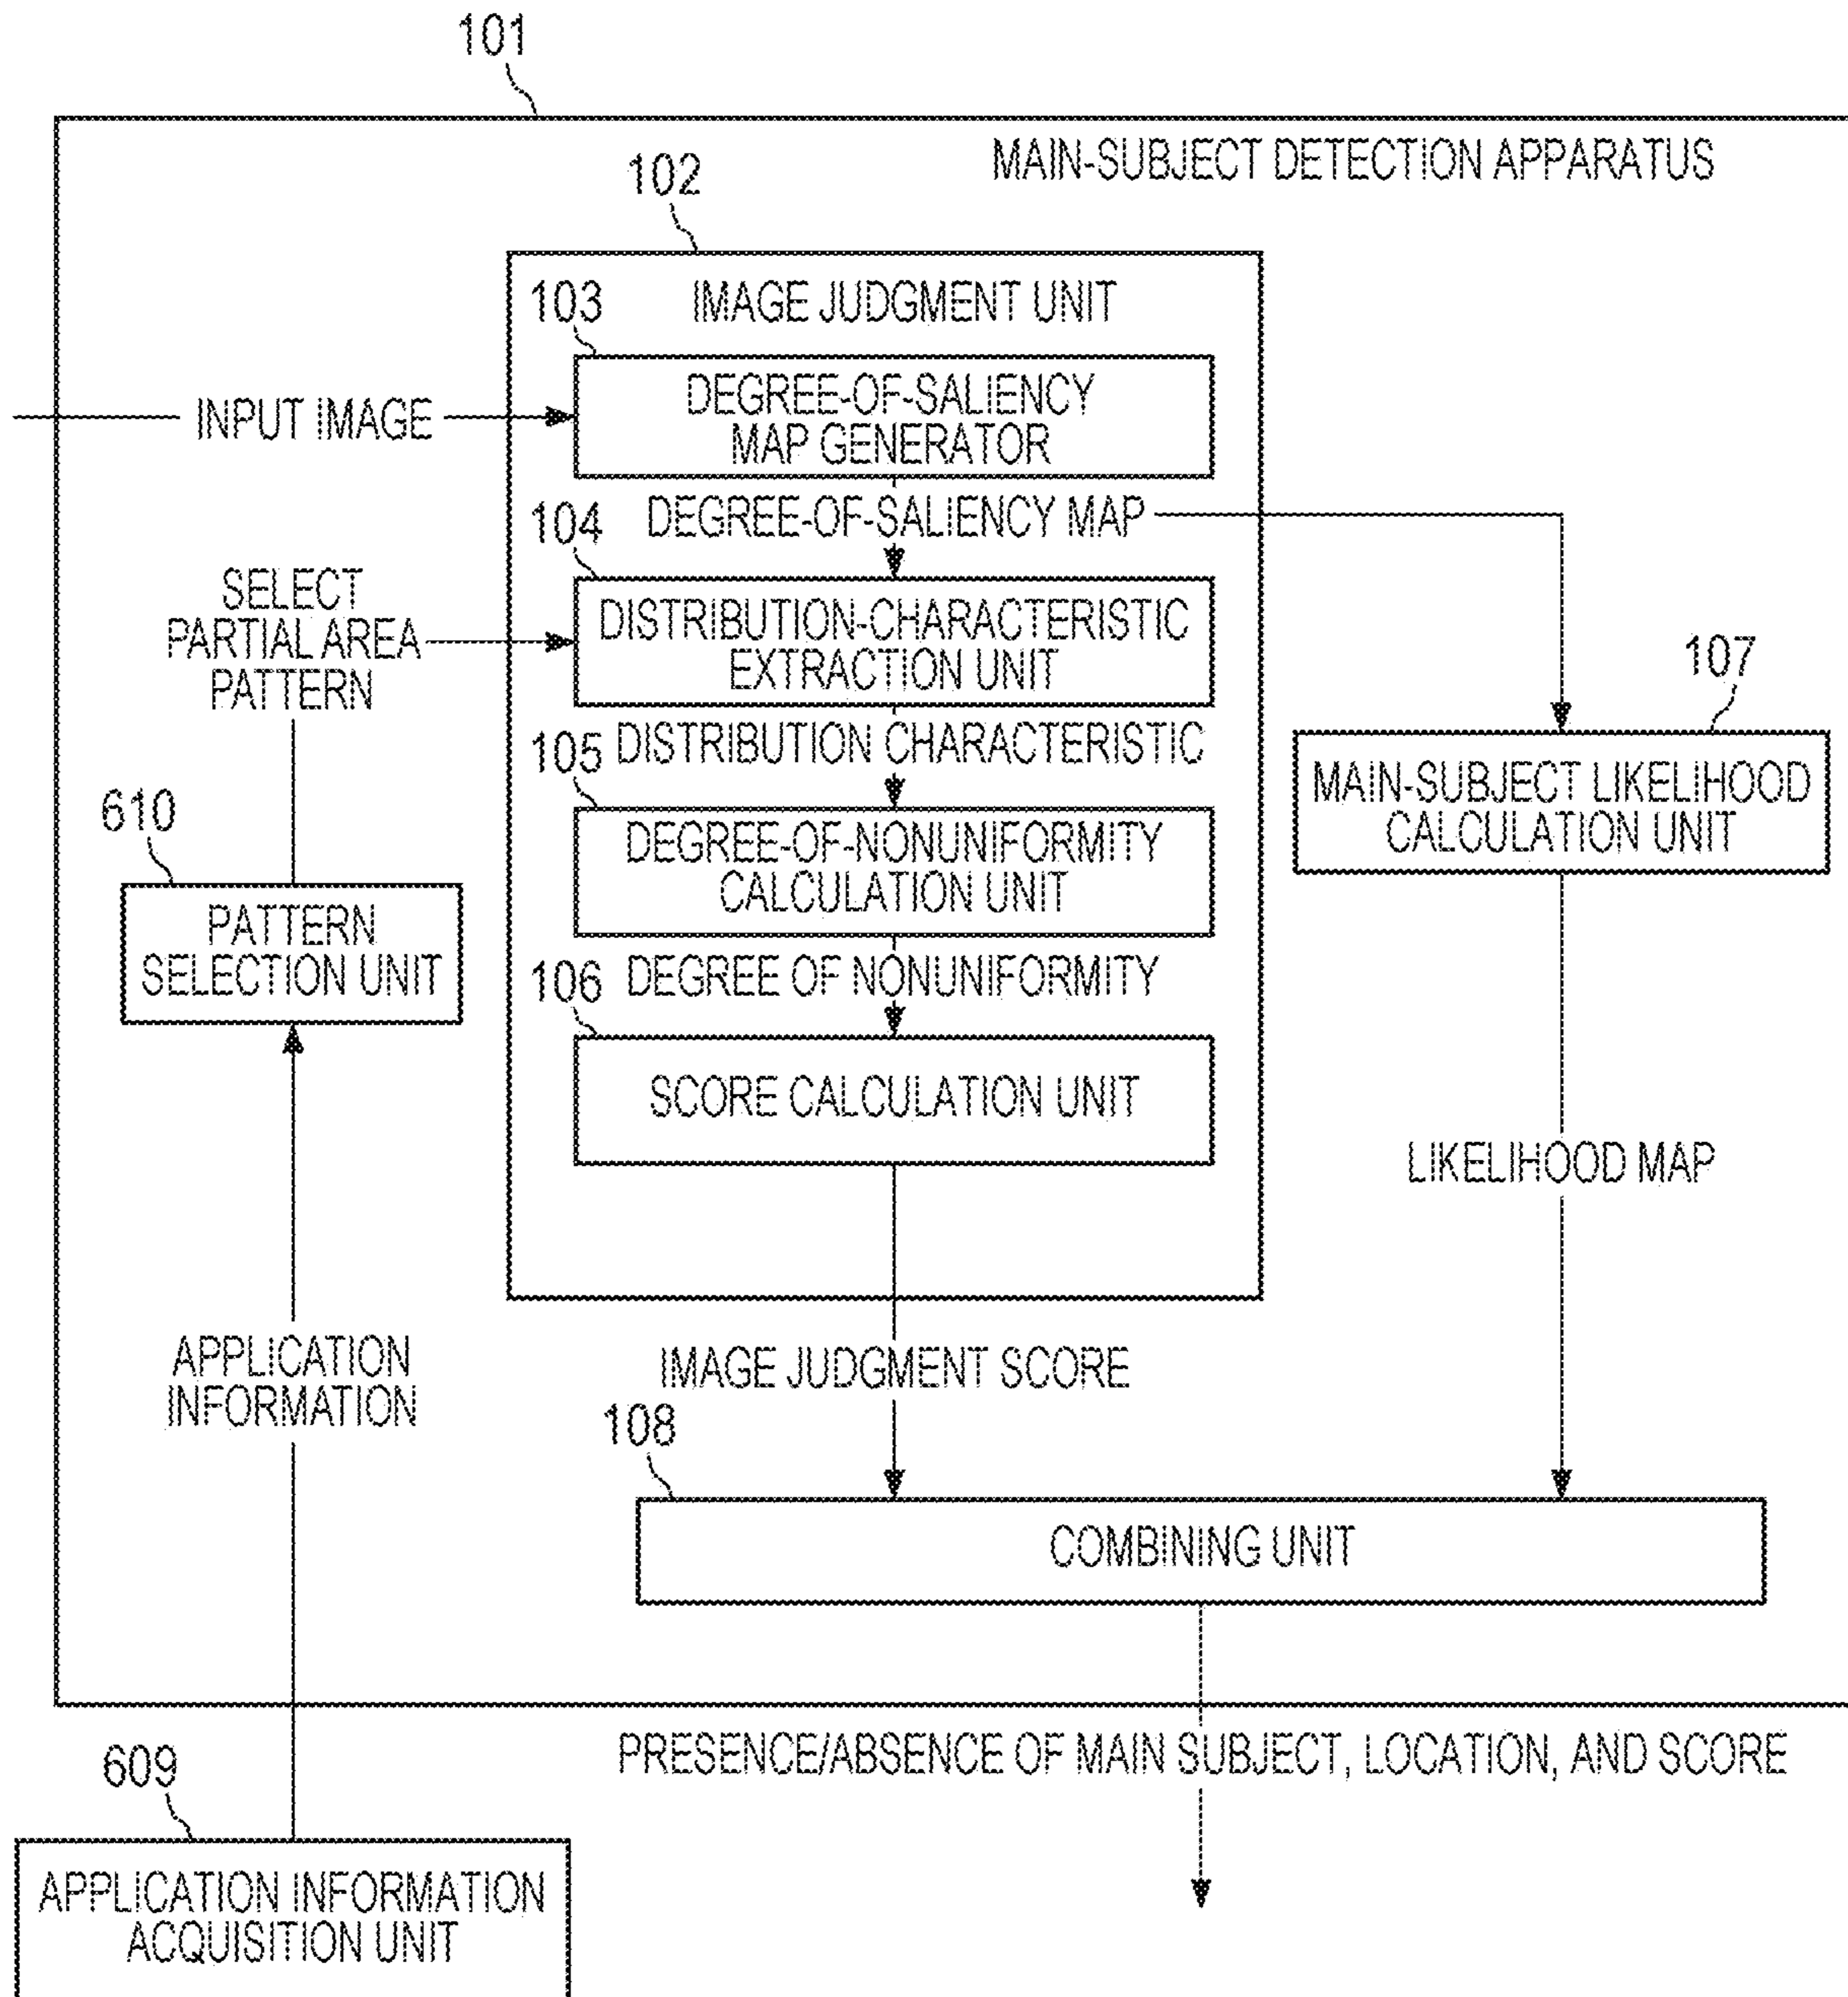 101
MAIN-SUBJECT DETECTION APPARATUS
102
IMAGE JUDGMENT UNIT
103
DEGREE-OF-SALIENCY
MAP GENERATOR
INPUT IMAGE
DEGREE-OF-SALIENCY MAP
104
SELECT
PARTIAL AREA
PATTERN
DISTRIBUTION-CHARACTERISTIC
EXTRACTION UNIT
107
DISTRIBUTION CHARACTERISTIC
105
MAIN-SUBJECT LIKELIHOOD
CALCULATION UNIT
610
DEGREE-OF-NONUNIFORMITY
CALCULATION UNIT
PATTERN
SELECTION UNIT
DEGREE OF NONUNIFORMITY
106
SCORE CALCULATION UNIT
LIKELIHOOD MAP
APPLICATION
INFORMATION
IMAGE JUDGMENT SCORE
108
COMBINING UNIT
PRESENCE/ABSENCE OF MAIN SUBJECT, LOCATION, AND SCORE
609
APPLICATION INFORMATION
ACQUISITION UNIT